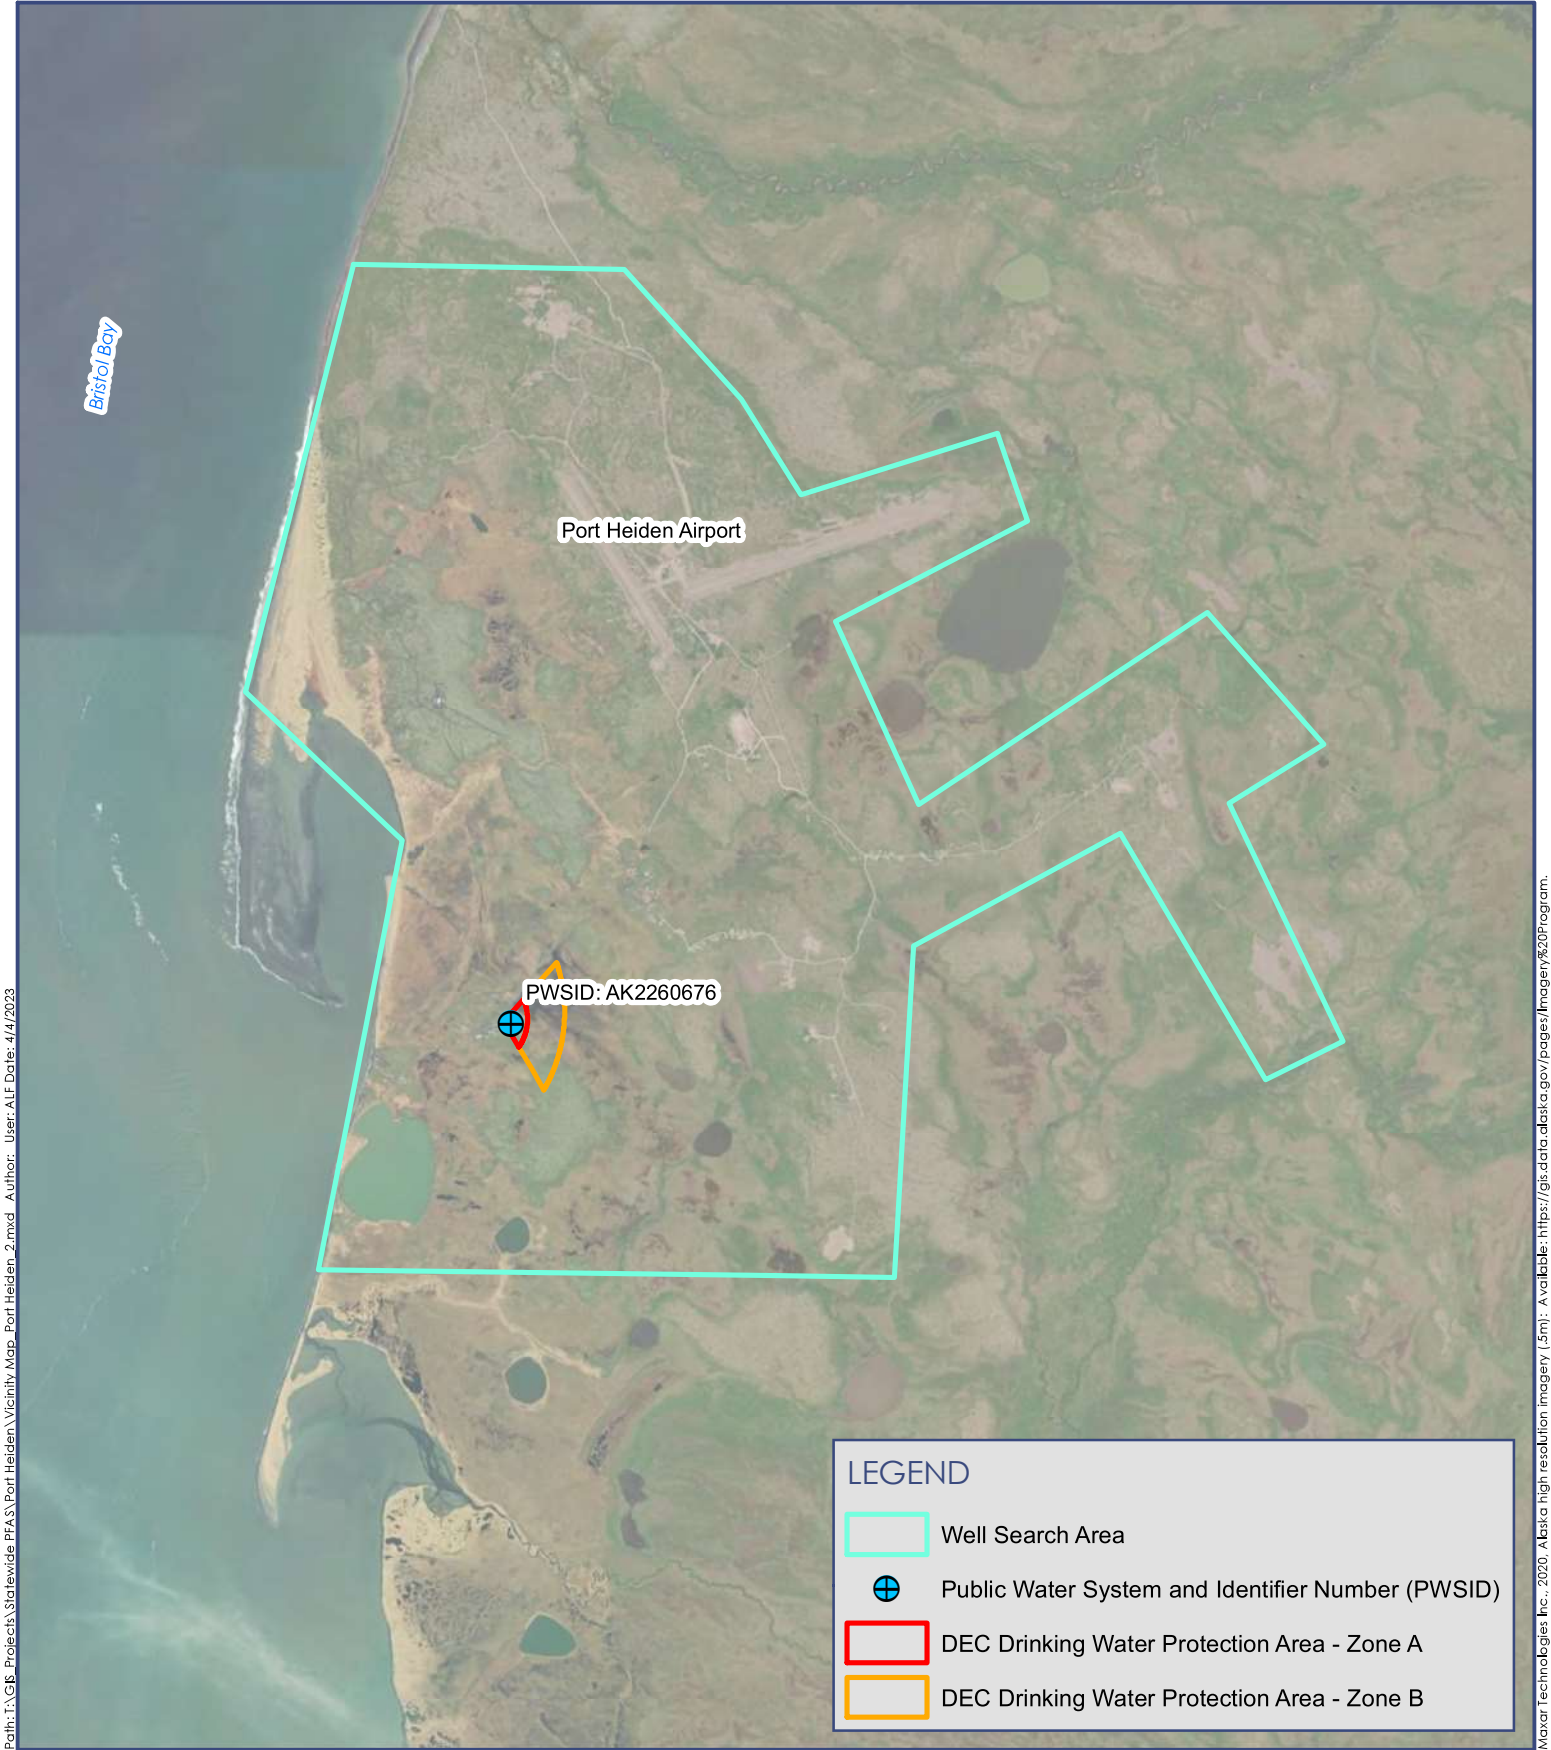 Bristol Bay
Port Heiden Airport
PWSID: AK2260676
LEGEND
Well Search Area
Public Water System and Identifier Number (PWSID)
DEC Drinking Water Protection Area - Zone A
DEC Drinking Water Protection Area - Zone B
Path: T:\GIS_Projects\Statewide PFAS\Port Heiden\Vicinity Map_Port Heiden_2.mxd Author: User: ALF Date: 4/4/2023
Maxar Technologies Inc., 2020, Alaska high resolution imagery (.5m): Available: https://gis.data.alaska.gov/pages/imagery%20Program.